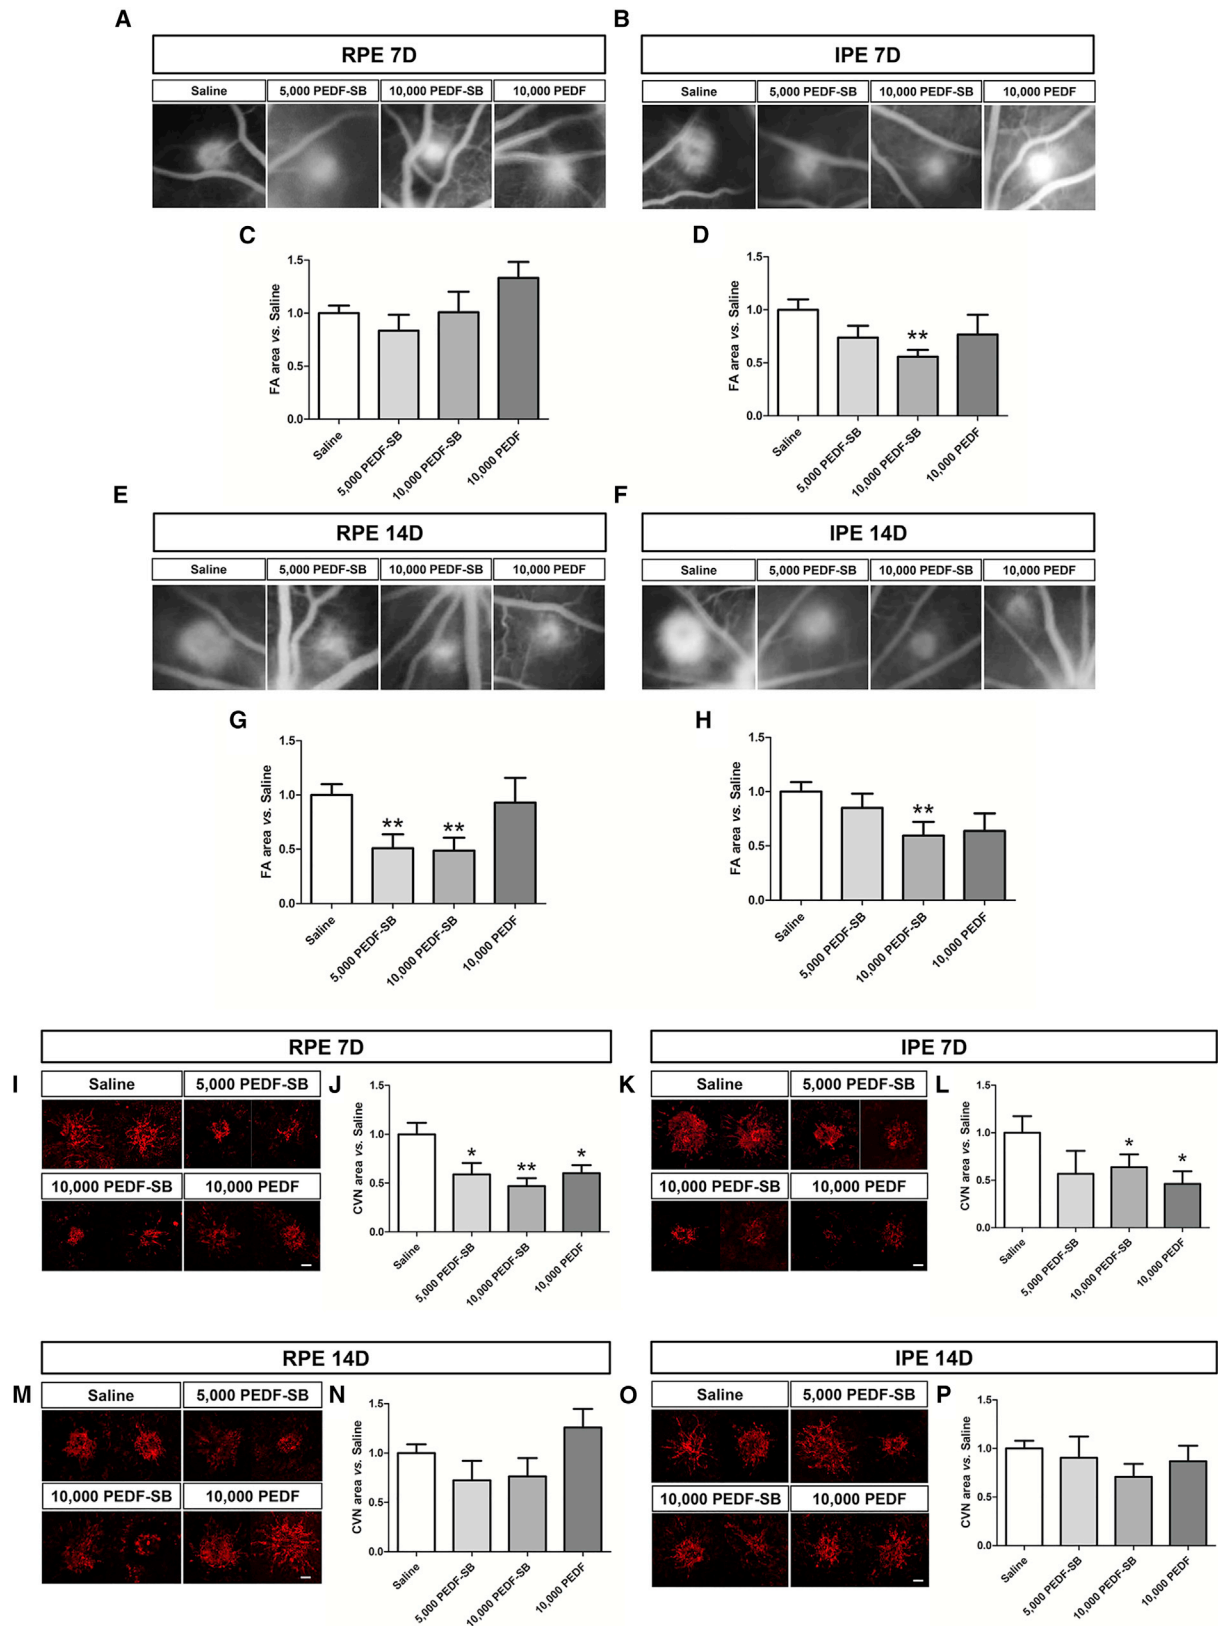 A
B
RPE 7D
IPE 7D
Saline 5,000 PEDF-SB 10,000 PEDF-SB 10,000 PEDF
Saline 5,000 PEDF-SB 10,000 PEDF-SB 10,000 PEDF
C
FA area vs. Saline
1.5
1.0
0.5
0.0
Saline
5,000 PEDF-SB
10,000 PEDF-SB
10,000 PEDF
D
FA area vs. Saline
1.5
1.0
0.5
0.0
**
Saline
5,000 PEDF-SB
10,000 PEDF-SB
10,000 PEDF
E
F
RPE 14D
IPE 14D
Saline 5,000 PEDF-SB 10,000 PEDF-SB 10,000 PEDF
Saline 5,000 PEDF-SB 10,000 PEDF-SB 10,000 PEDF
G
FA area vs. Saline
1.5
1.0
0.5
0.0
** **
Saline
5,000 PEDF-SB
10,000 PEDF-SB
10,000 PEDF
H
FA area vs. Saline
1.5
1.0
0.5
0.0
**
Saline
5,000 PEDF-SB
10,000 PEDF-SB
10,000 PEDF
RPE 7D
I
Saline 5,000 PEDF-SB
10,000 PEDF-SB 10,000 PEDF
J
CVN area vs. Saline
1.5
1.0
0.5
0.0
* ** *
Saline
5,000 PEDF-SB
10,000 PEDF-SB
10,000 PEDF
IPE 7D
K
Saline 5,000 PEDF-SB
10,000 PEDF-SB 10,000 PEDF
L
CVN area vs. Saline
1.5
1.0
0.5
0.0
* *
Saline
5,000 PEDF-SB
10,000 PEDF-SB
10,000 PEDF
RPE 14D
M
Saline 5,000 PEDF-SB
10,000 PEDF-SB 10,000 PEDF
N
CVN area vs. Saline
1.5
1.0
0.5
0.0
Saline
5,000 PEDF-SB
10,000 PEDF-SB
10,000 PEDF
IPE 14D
O
Saline 5,000 PEDF-SB
10,000 PEDF-SB 10,000 PEDF
P
CVN area vs. Saline
1.5
1.0
0.5
0.0
Saline
5,000 PEDF-SB
10,000 PEDF-SB
10,000 PEDF